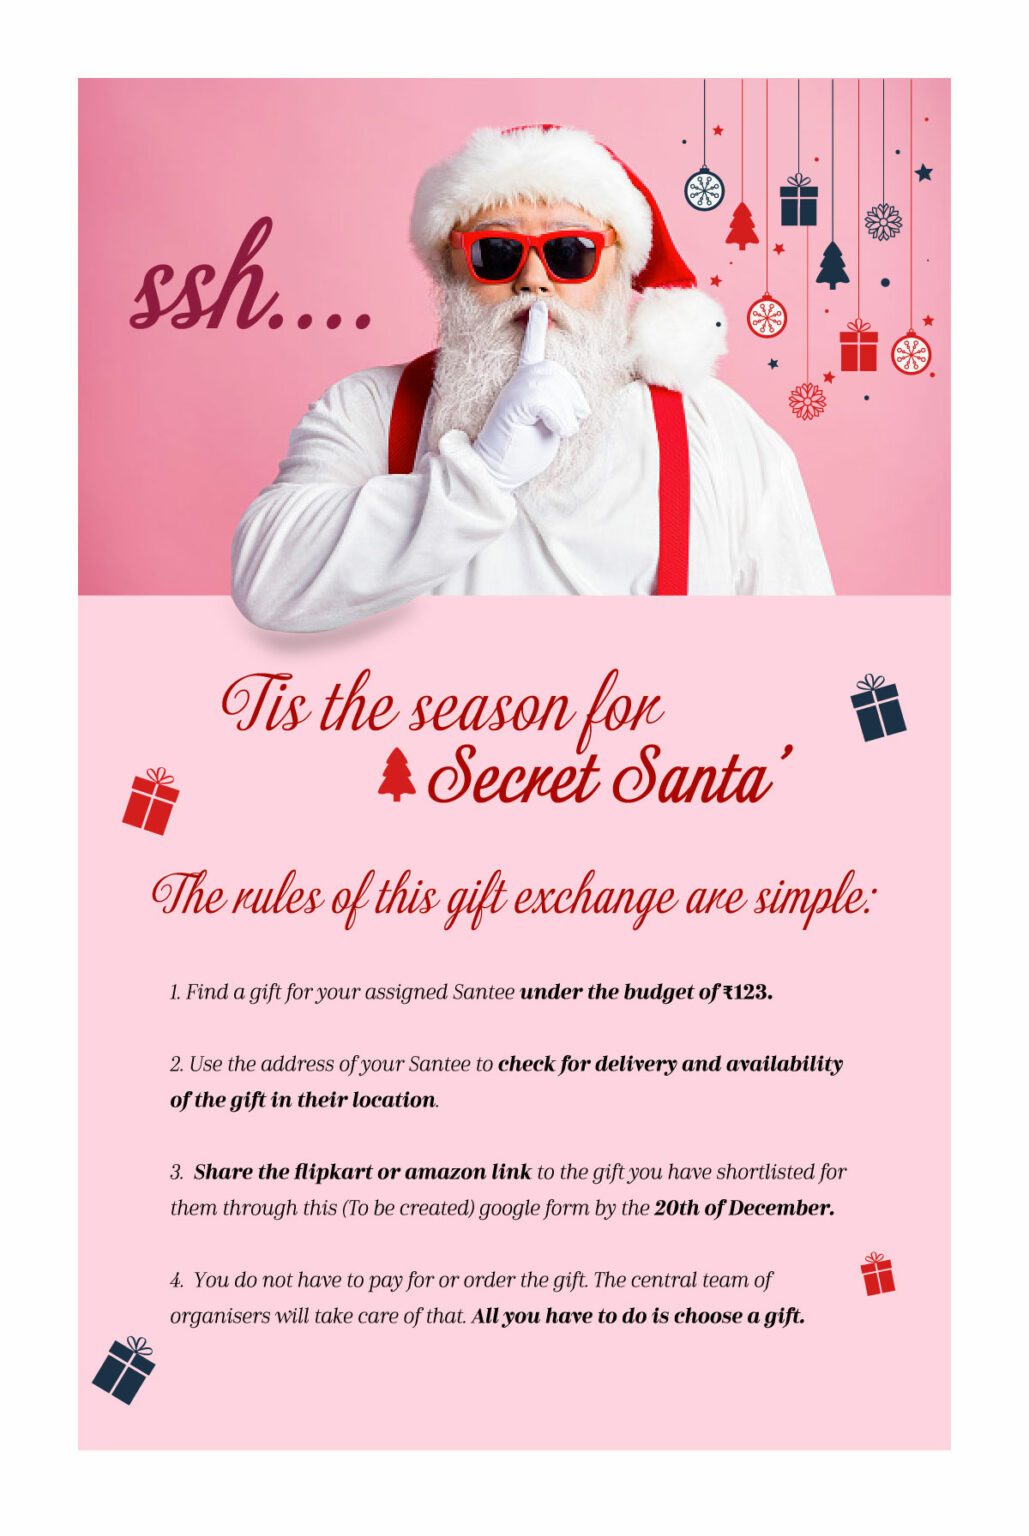 ssh....
Tis the season for
Secret Santa’
The rules of this gift exchange are simple:
1. Find a gift for your assigned Santee under the budget of ₹123.
2. Use the address of your Santee to check for delivery and availability
of the gift in their location.
3. Share the flipkart or amazon link to the gift you have shortlisted for
them through this (To be created) google form by the 20th of December.
4. You do not have to pay for or order the gift. The central team of
organisers will take care of that. All you have to do is choose a gift.